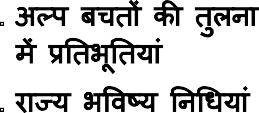 ▫ अल्प बचतों की तुलना
में प्रतिभूतियां
▫ राज्य भविष्य निधियां